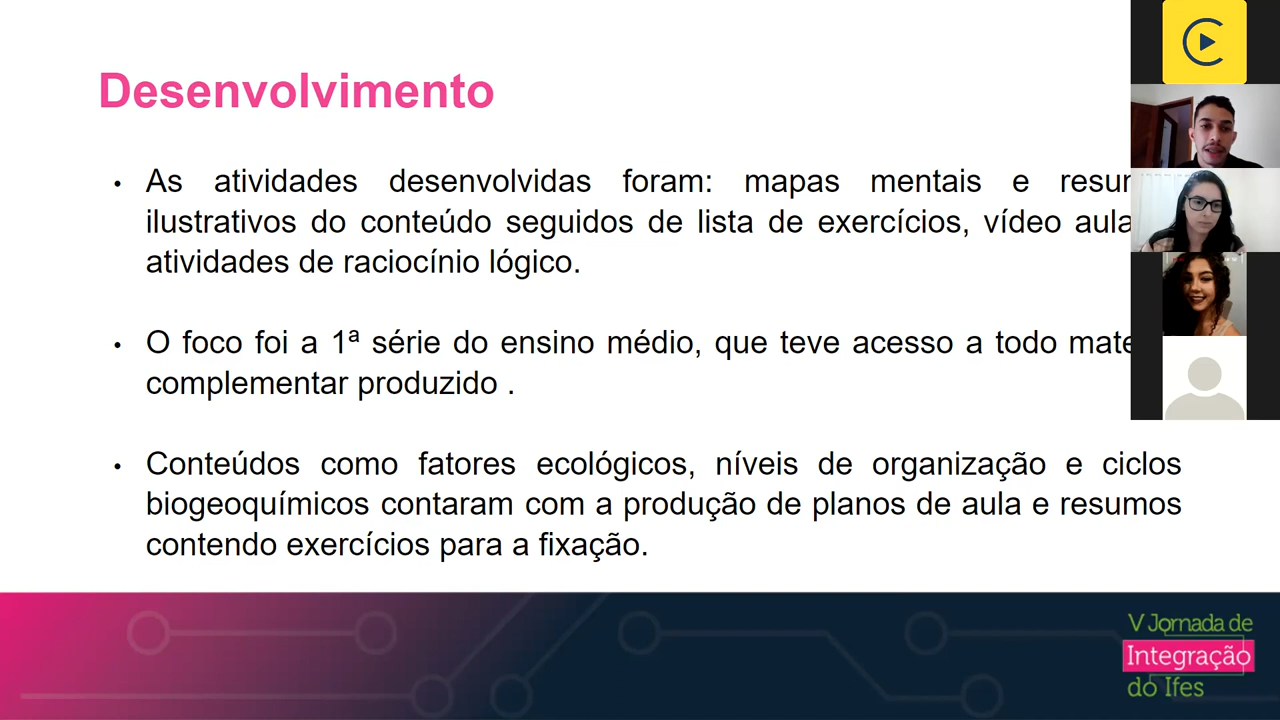 Desenvolvimento
• As atividades desenvolvidas foram: mapas mentais e
ilustrativos do conteúdo seguidos de lista de exercícios, vídeo
atividades de raciocínio lógico.
• O foco foi a 1ª série do ensino médio, que teve acesso a todo
complementar produzido .
• Conteúdos como fatores ecológicos, níveis de organização e ciclos
biogeoquímicos contaram com a produção de planos de aula e resumos
contendo exercícios para a fixação.
V Jornada de
Integração
do Ifes